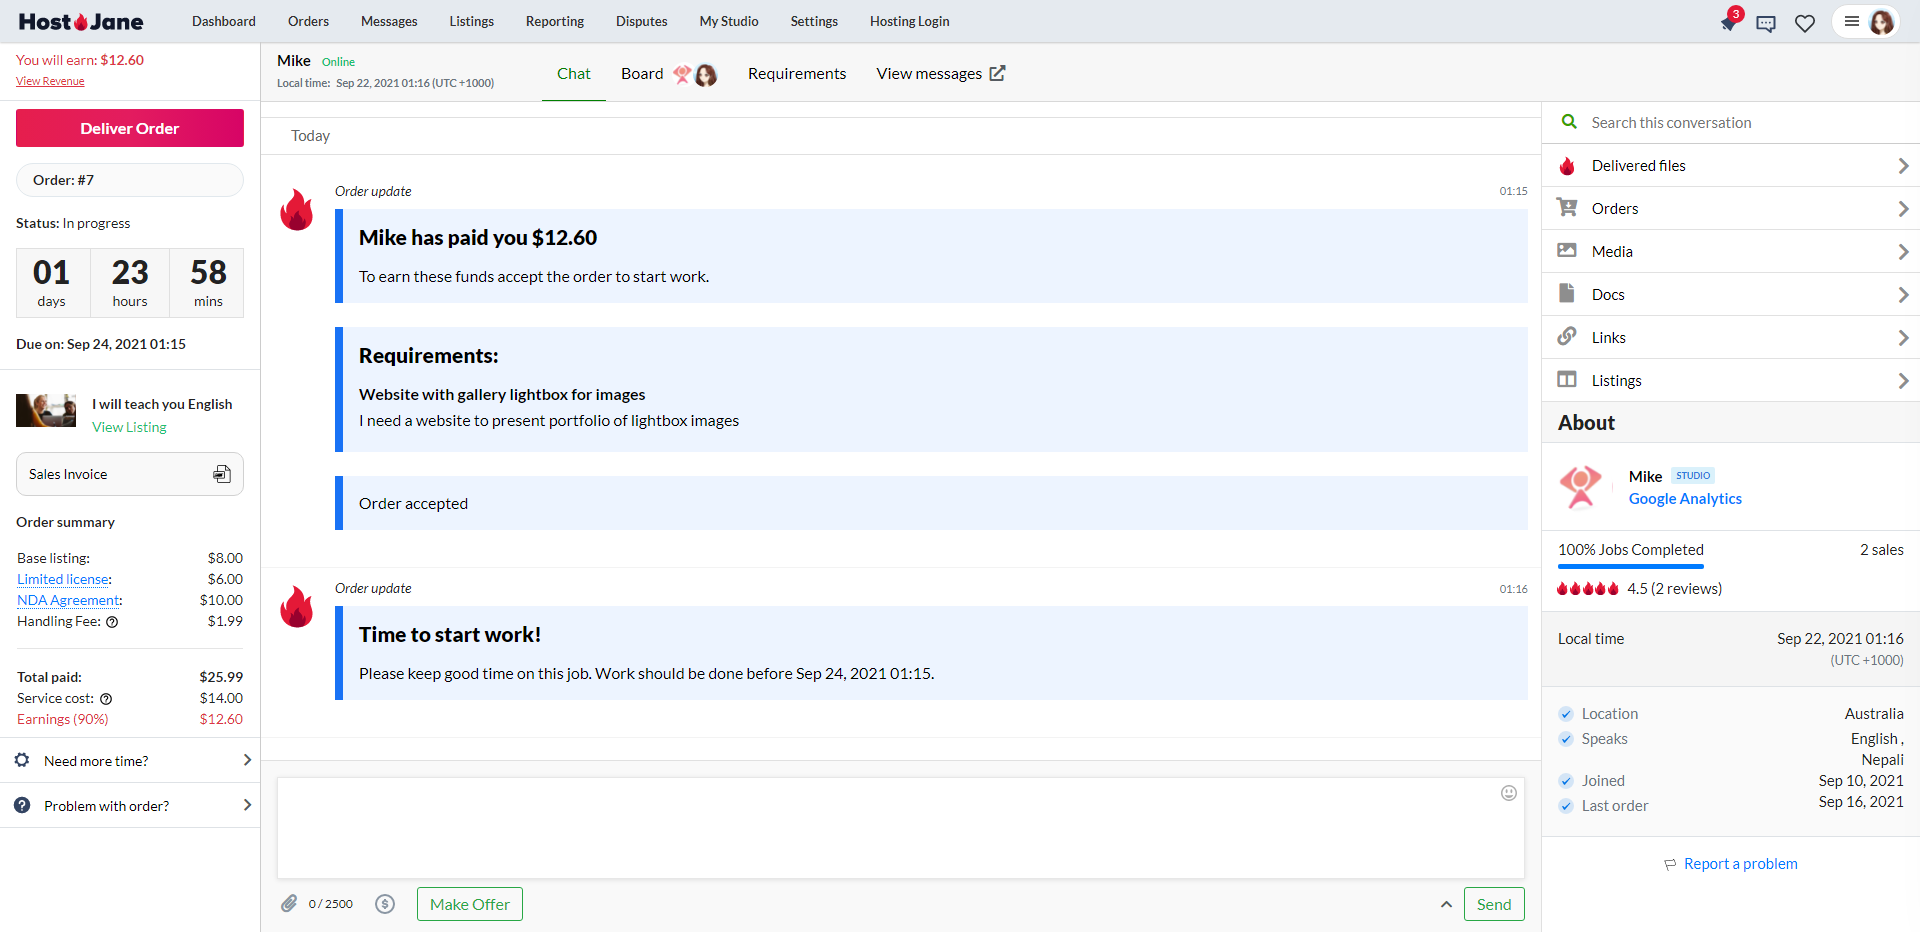 Host Jane
Dashboard
Orders
Messages
Listings
Reporting
Disputes
My Studio
Settings
Hosting Login
3
You will earn: $12.60
View Revenue
Deliver Order
Order: #7
Status: In progress
01 23 58
days hours mins
Due on: Sep 24, 2021 01:15
I will teach you English
View Listing
Sales Invoice
Order summary
Base listing: $8.00
Limited license: $6.00
NDA Agreement: $10.00
Handling Fee: $1.99
Total paid: $25.99
Service cost: $14.00
Earnings (90%) $12.60
Need more time?
Problem with order?
Mike Online
Local time: Sep 22, 2021 01:16 (UTC +1000)
Chat
Board
Requirements
View messages
Today
Order update 01:15
Mike has paid you $12.60
To earn these funds accept the order to start work.
Requirements:
Website with gallery lightbox for images
I need a website to present portfolio of lightbox images
Order accepted
Order update 01:16
Time to start work!
Please keep good time on this job. Work should be done before Sep 24, 2021 01:15.
0 / 2500
Make Offer
Send
Search this conversation
Delivered files
Orders
Media
Docs
Links
Listings
About
Mike STUDIO
Google Analytics
100% Jobs Completed 2 sales
4.5 (2 reviews)
Local time Sep 22, 2021 01:16
(UTC +1000)
Location Australia
Speaks English ,
Nepali
Joined Sep 10, 2021
Last order Sep 16, 2021
Report a problem